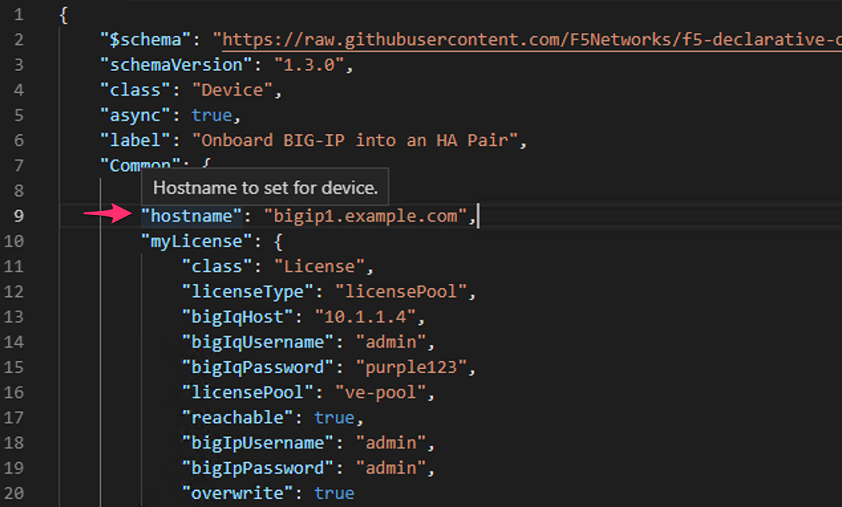 1 {
2 "$schema": "https://raw.githubusercontent.com/F5Networks/f5-declarative-
3 "schemaVersion": "1.3.0",
4 "class": "Device",
5 "async": true,
6 "label": "Onboard BIG-IP into an HA Pair",
7 "Common": {
8 Hostname to set for device.
9 "hostname": "bigip1.example.com",
10 "myLicense": {
11 "class": "License",
12 "licenseType": "licensePool",
13 "bigIqHost": "10.1.1.4",
14 "bigIqUsername": "admin",
15 "bigIqPassword": "purple123",
16 "licensePool": "ve-pool",
17 "reachable": true,
18 "bigIpUsername": "admin",
19 "bigIpPassword": "admin",
20 "overwrite": true